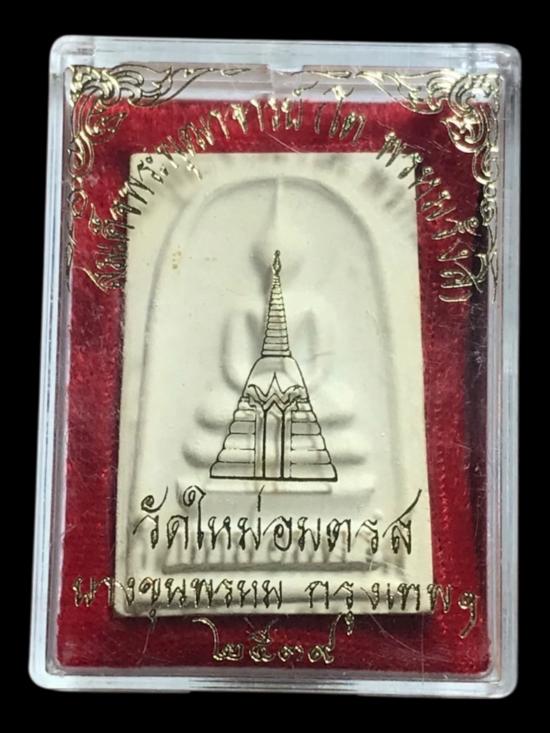 สมเด็จพระพุฒาจารย์ โต พรหมรังสี
วัดใหม่อมตรส
บางขุนพรหม กรุงเทพฯ
๒๕๓๙